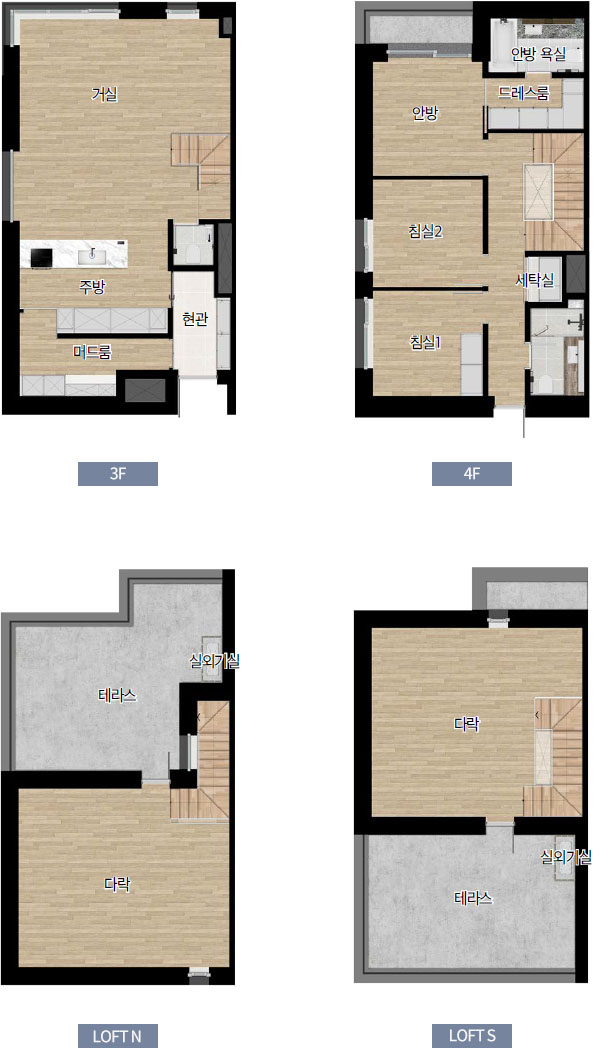 거실
주방
현관
머드룸
3F
안방 욕실
드레스룸
안방
침실2
세탁실
침실1
4F
실외기실
테라스
다락
LOFT N
다락
실외기실
테라스
LOFT S